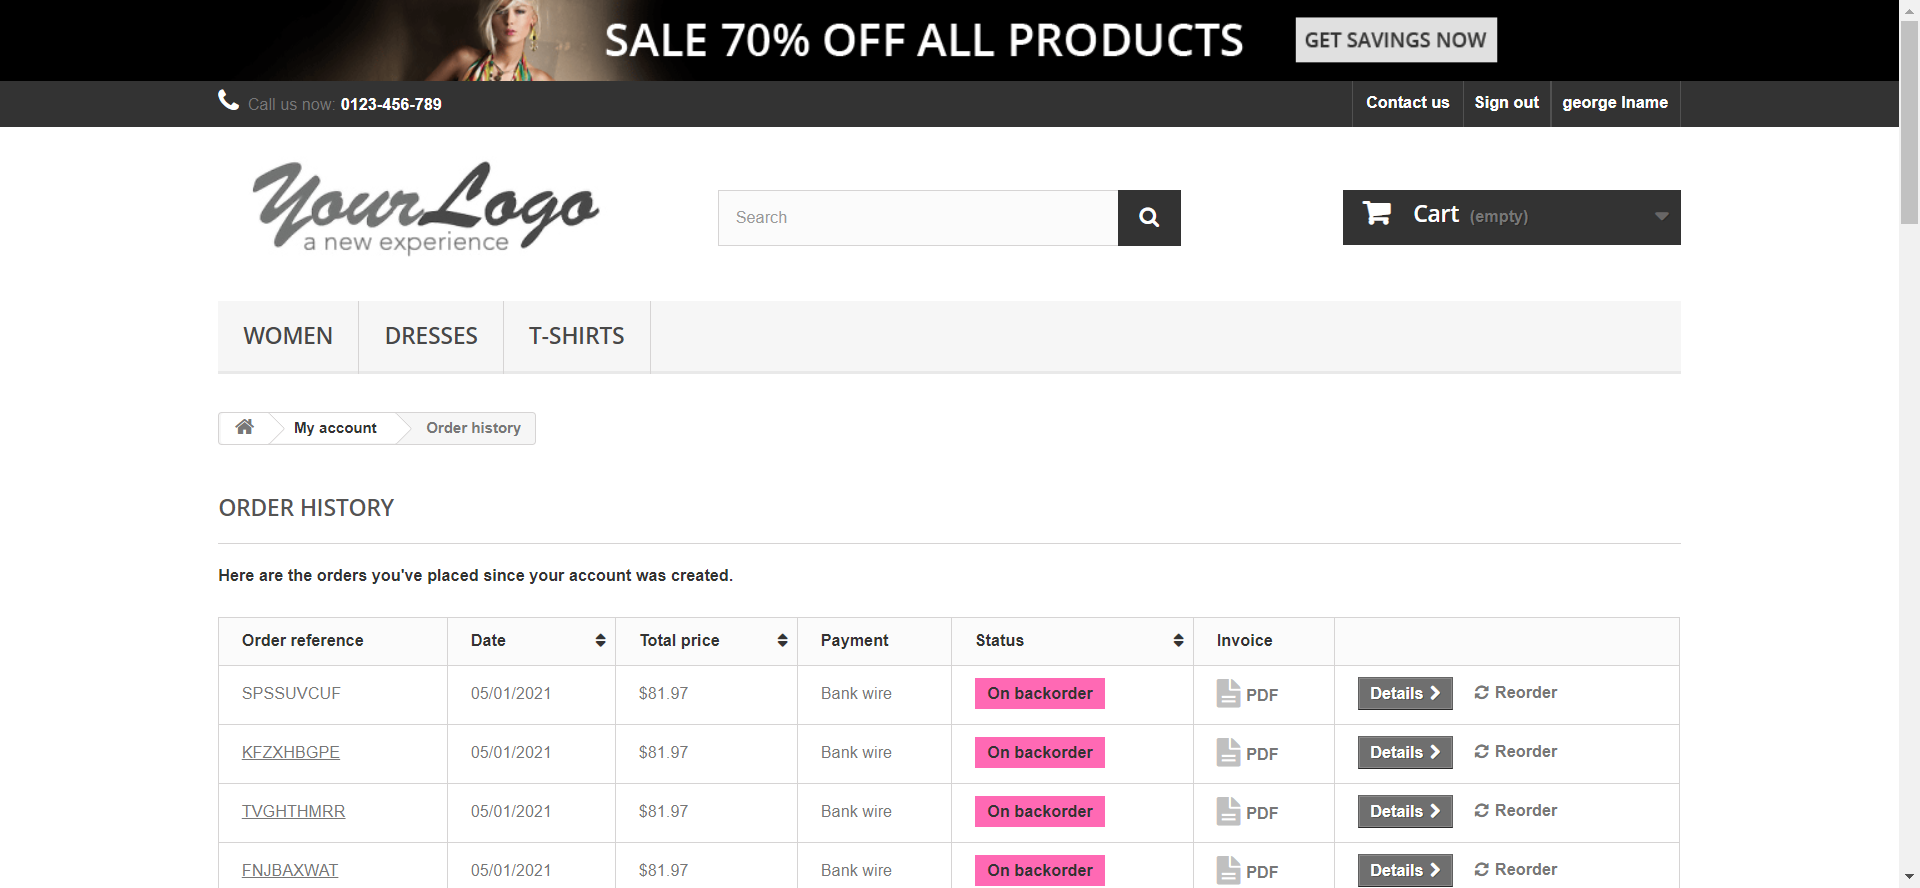 SALE 70% OFF ALL PRODUCTS GET SAVINGS NOW
Call us now: 0123-456-789 Contact us Sign out george lname
YourLogo
a new experience
Search
Cart (empty)
WOMEN DRESSES T-SHIRTS
My account Order history
ORDER HISTORY
Here are the orders you've placed since your account was created.
Order reference Date Total price Payment Status Invoice
SPSSUVCUF 05/01/2021 $81.97 Bank wire On backorder PDF Details Reorder
KFZXHBGPE 05/01/2021 $81.97 Bank wire On backorder PDF Details Reorder
TVGHTHMRR 05/01/2021 $81.97 Bank wire On backorder PDF Details Reorder
FNJBAXWAT 05/01/2021 $81.97 Bank wire On backorder PDF Details Reorder